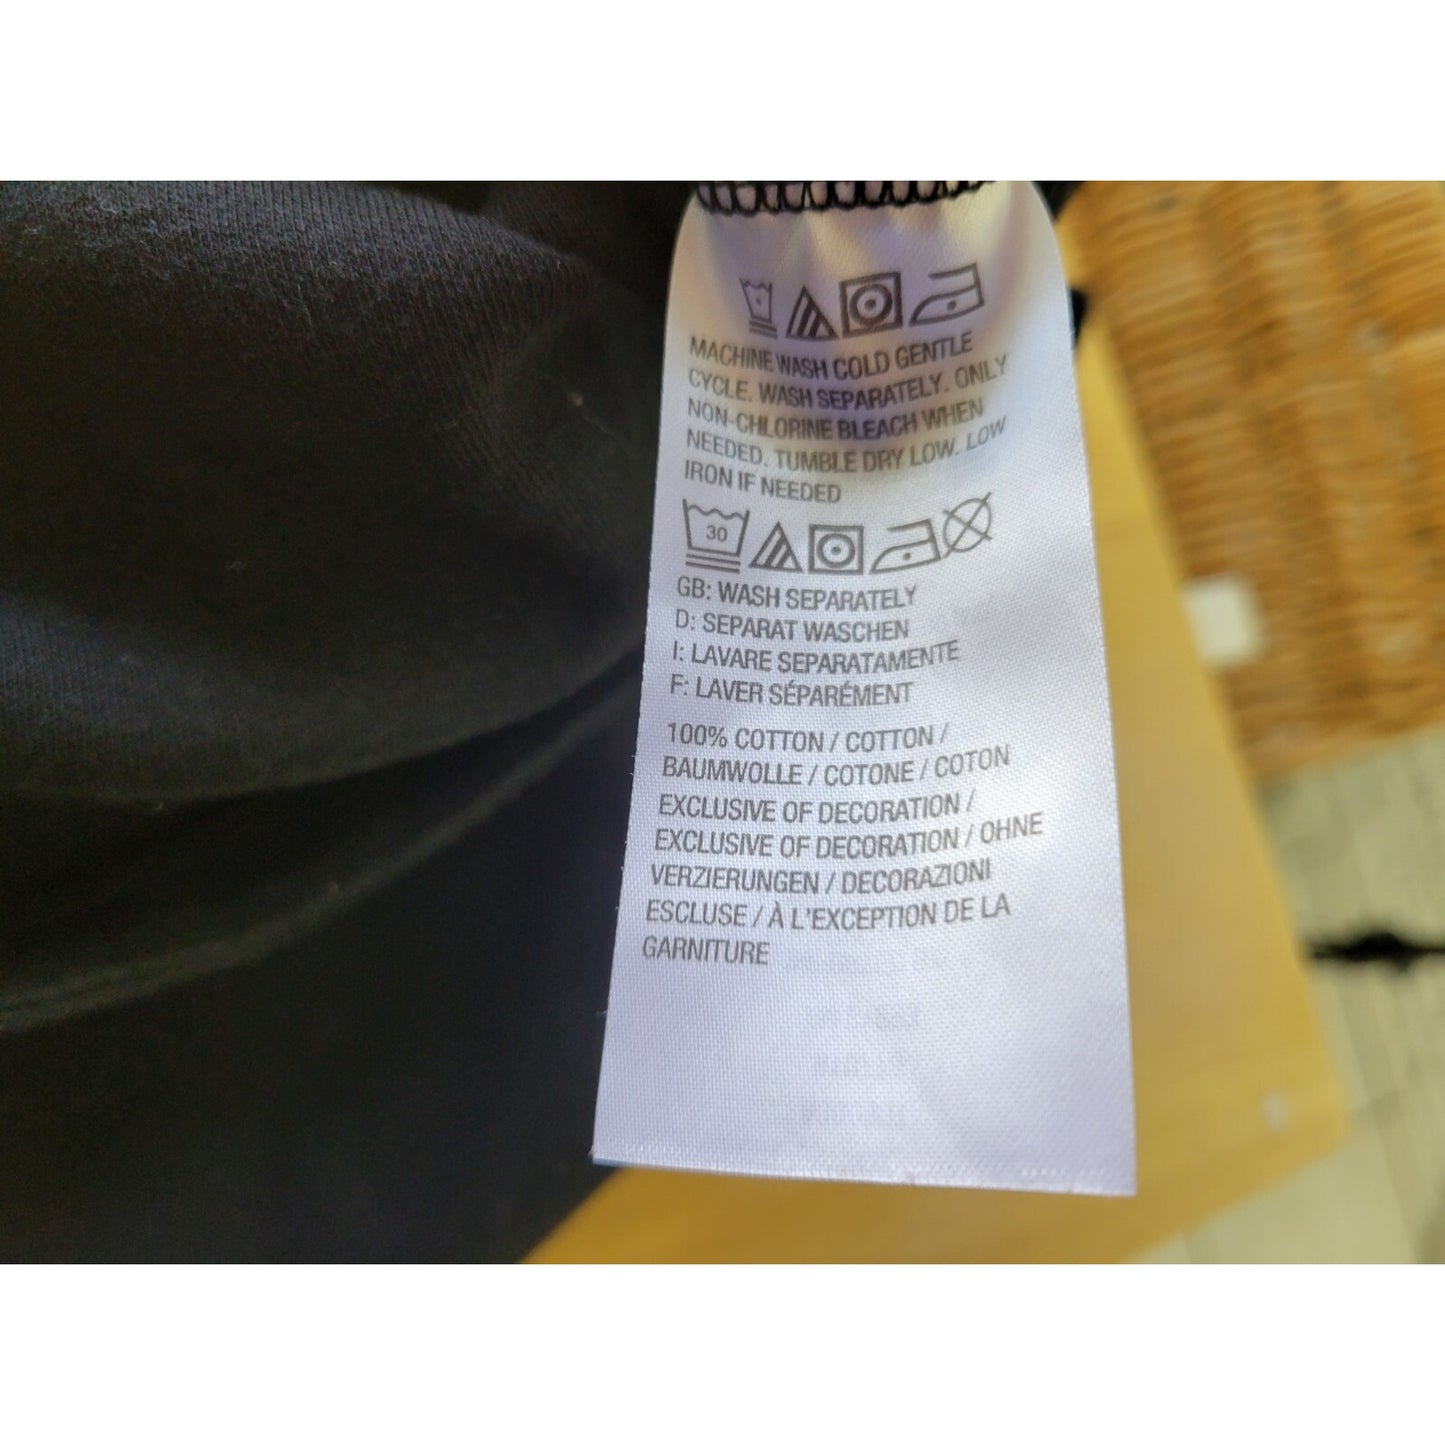 MACHINE WASH COLD GENTLE
CYCLE. WASH SEPARATELY. ONLY
NON-CHLORINE BLEACH WHEN
NEEDED. TUMBLE DRY LOW. LOW
IRON IF NEEDED
30
GB: WASH SEPARATELY
D: SEPARAT WASCHEN
I: LAVARE SEPARATAMENTE
F: LAVER SÉPARÉMENT
100% COTTON / COTTON /
BAUMWOLLE / COTONE / COTON
EXCLUSIVE OF DECORATION /
EXCLUSIVE OF DECORATION / OHNE
VERZIERUNGEN / DECORAZIONI
ESCLUSE / À L'EXCEPTION DE LA
GARNITURE